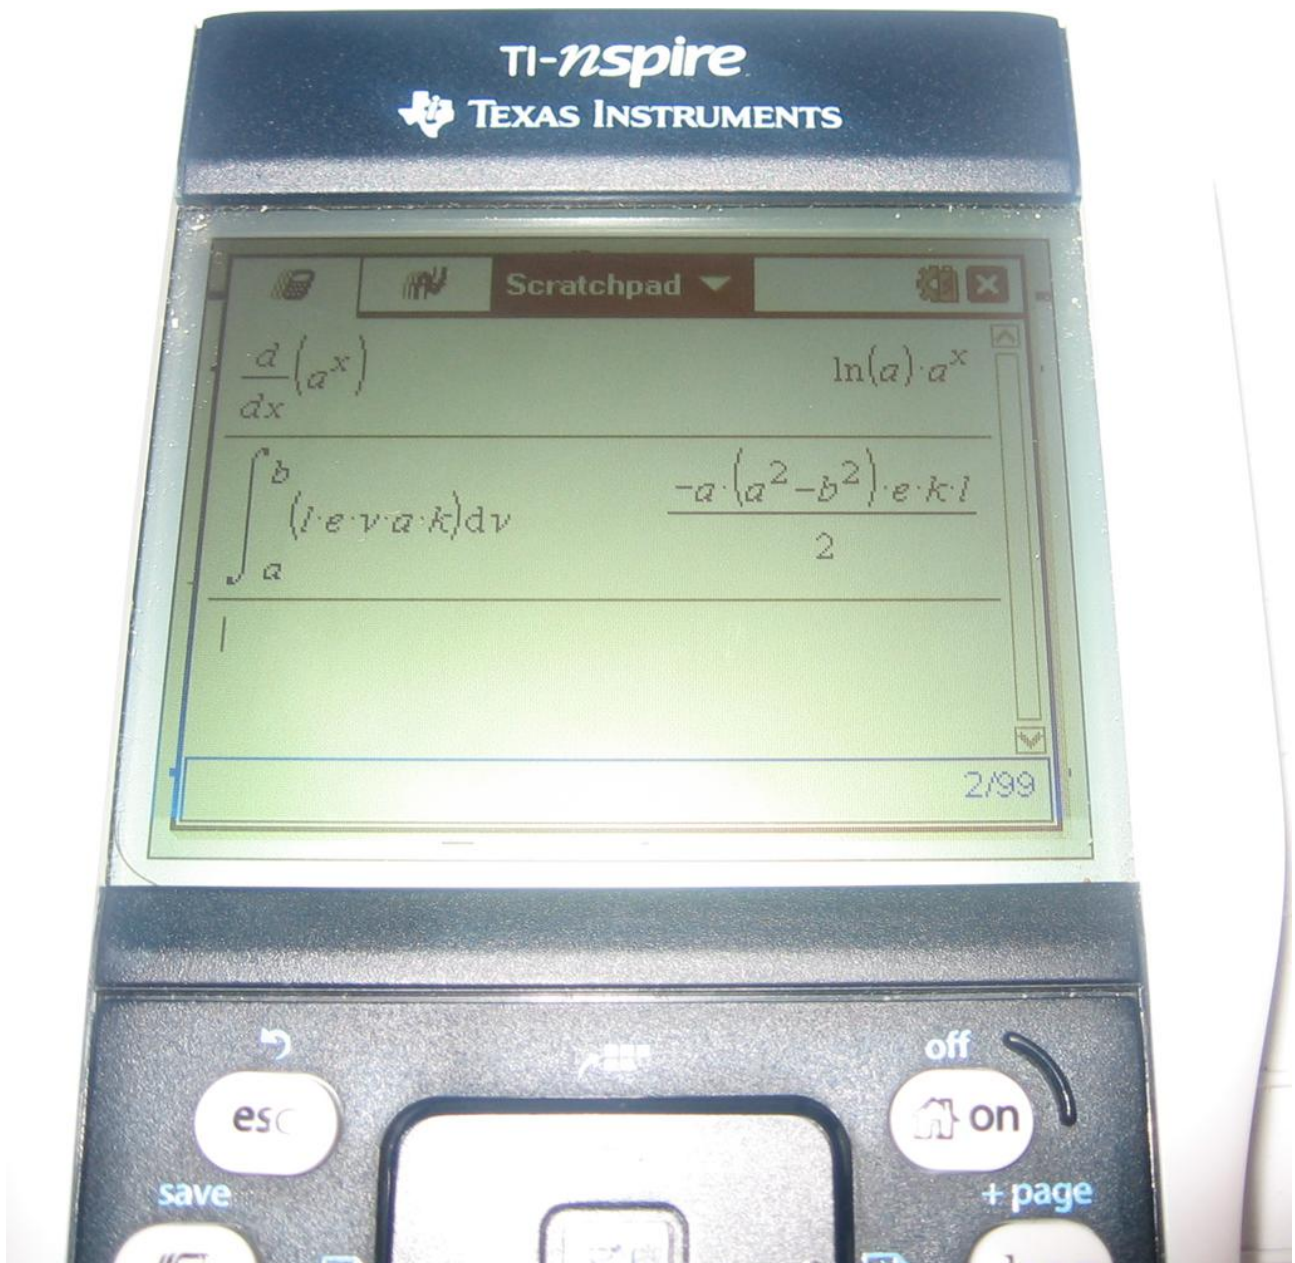 TI-nspire
TEXAS INSTRUMENTS
Scratchpad
d/dx(a^x) ln(a)·a^x
∫_a^b (l·e·v·a·k)dv -a·(a^2-b^2)·e·k·l/2
2/99
off
esc
on
save
+ page